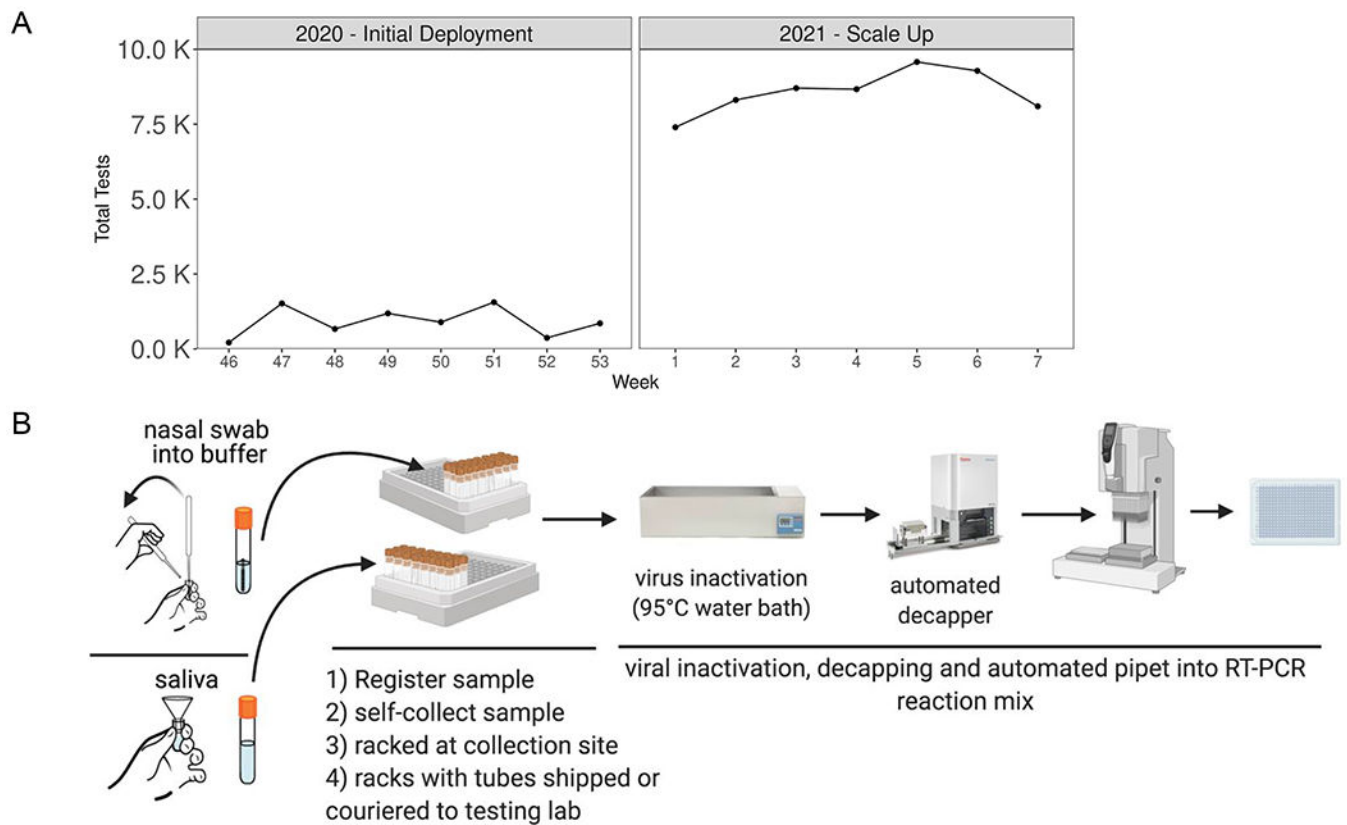 A
2020 - Initial Deployment
2021 - Scale Up
10.0 K
7.5 K
5.0 K
2.5 K
0.0 K
Total Tests
46 47 48 49 50 51 52 53
1 2 3 4 5 6 7
Week
B
nasal swab
into buffer
saliva
1) Register sample
2) self-collect sample
3) racked at collection site
4) racks with tubes shipped or
couriered to testing lab
virus inactivation
(95°C water bath)
automated
decapper
viral inactivation, decapping and automated pipet into RT-PCR
reaction mix